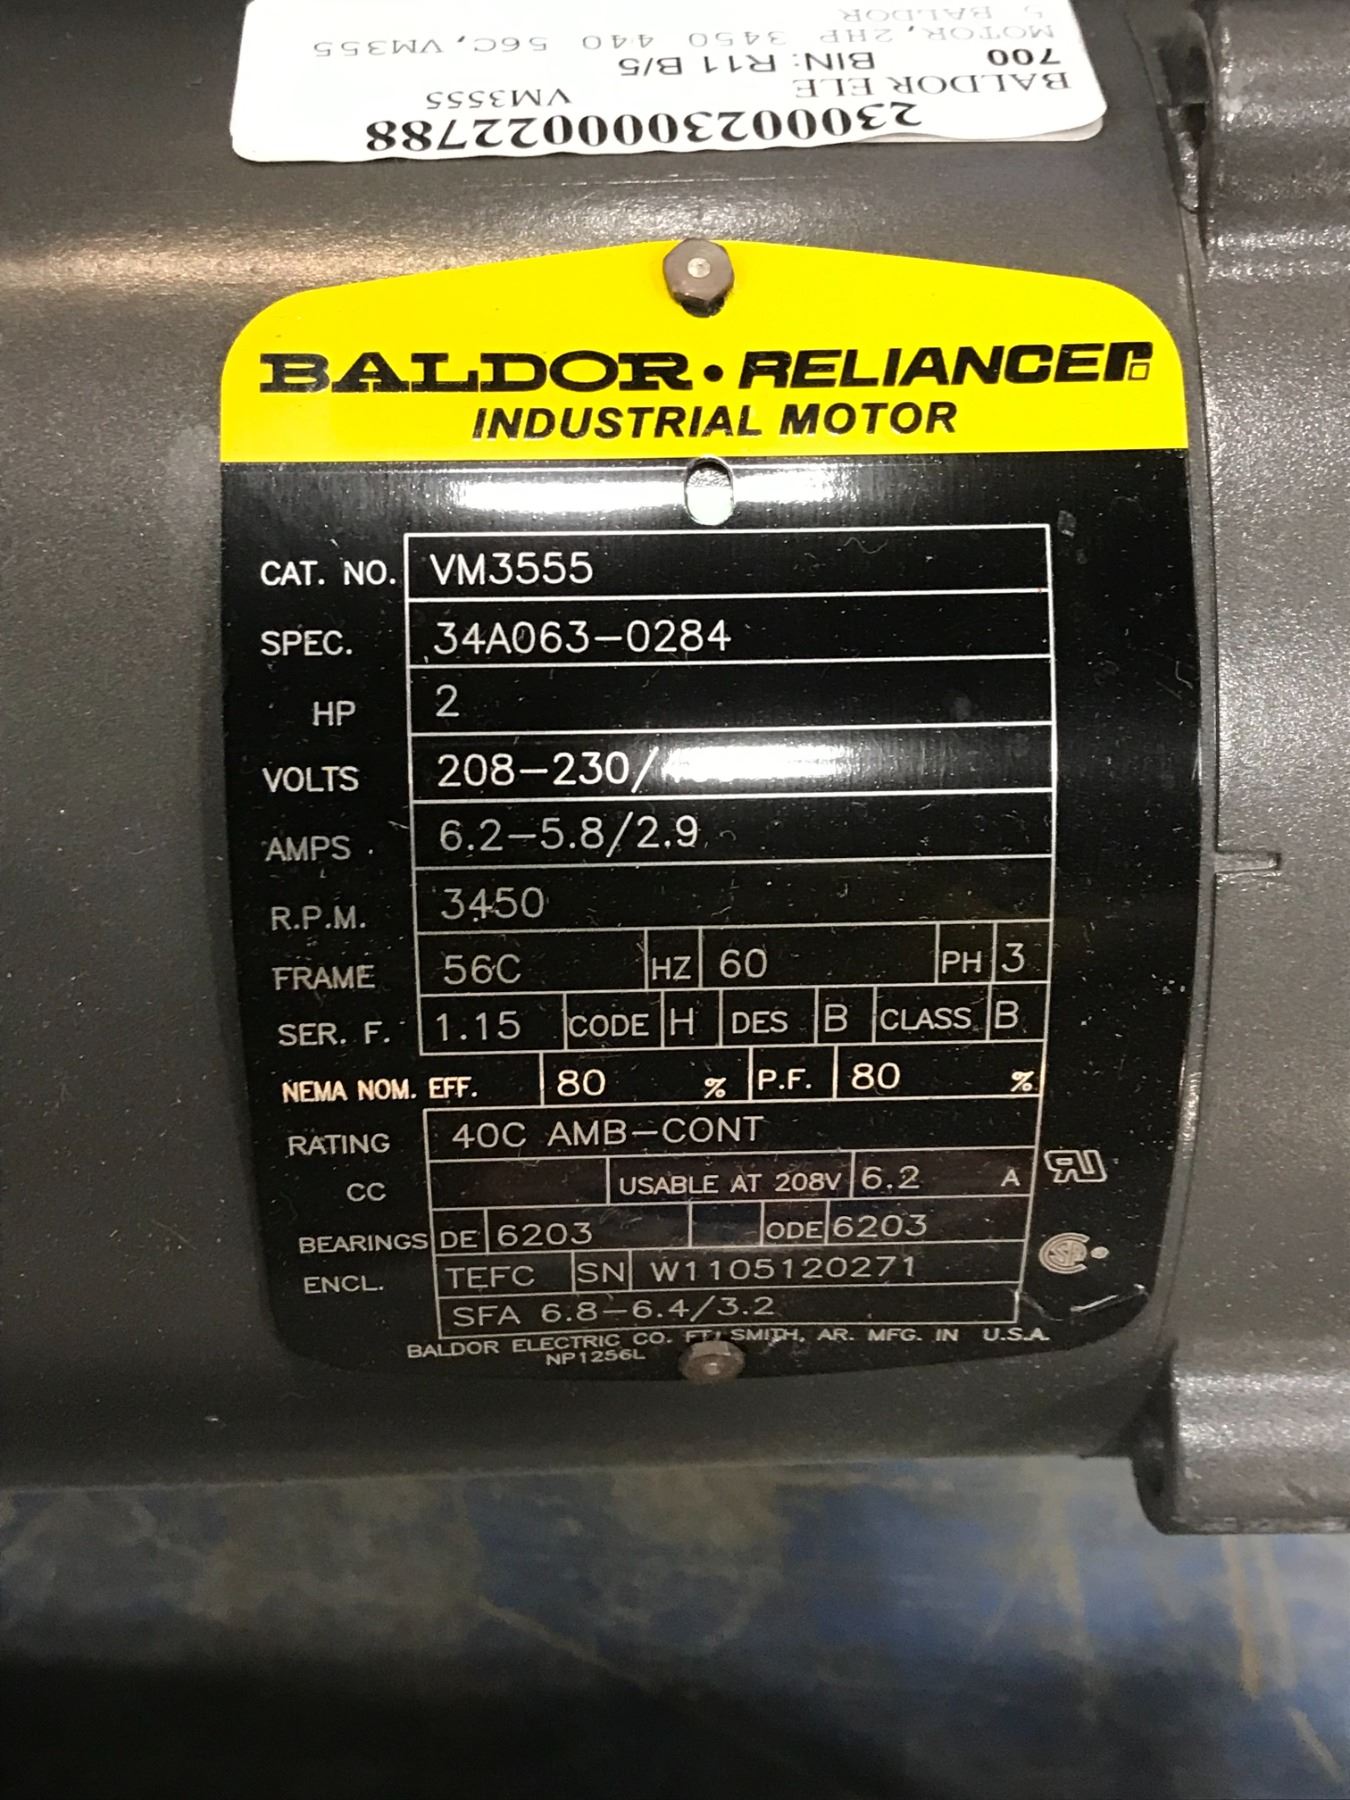 23000230000022788
BALDOR ELE VM3555
700 BIN: R11 B/5
MOTOR, 2HP 3450 440 56C, VM355
5 BALDOR
BALDOR • RELIANCER
INDUSTRIAL MOTOR
CAT. NO. VM3555
SPEC. 34A063-0284
HP 2
VOLTS 208-230/
AMPS 6.2-5.8/2.9
R.P.M. 3450
FRAME 56C HZ 60 PH 3
SER. F. 1.15 CODE H DES B CLASS B
NEMA NOM. EFF. 80 % P.F. 80 %
RATING 40C AMB-CONT
CC USABLE AT 208V 6.2 A
BEARINGS DE 6203 ODE 6203
ENCL. TEFC SN W1105120271
SFA 6.8-6.4/3.2
BALDOR ELECTRIC CO. FT. SMITH, AR. MFG. IN U.S.A.
NP1256L